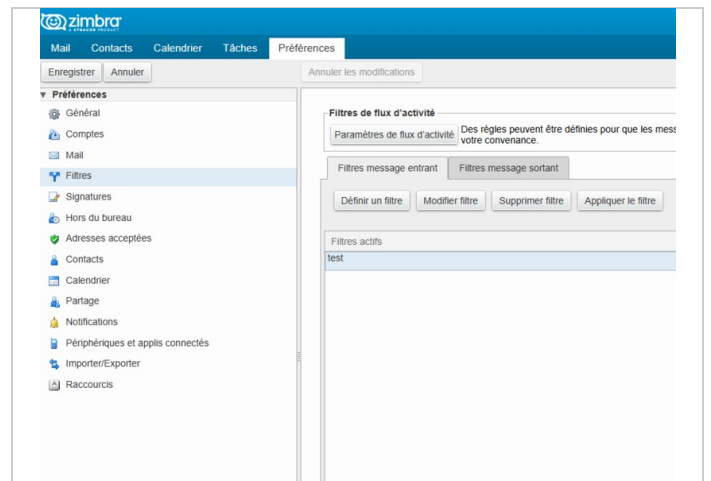 zimbra
A SYNACOR PRODUCT
Mail Contacts Calendrier Tâches Préférences
Enregistrer Annuler Annuler les modifications
Préférences
Général
Comptes
Mail
Filtres
Signatures
Hors du bureau
Adresses acceptées
Contacts
Calendrier
Partage
Notifications
Périphériques et applis connectés
Importer/Exporter
Raccourcis
Filtres de flux d'activité
Paramètres de flux d'activité Des règles peuvent être définies pour que les mess
votre convenance.
Filtres message entrant Filtres message sortant
Définir un filtre Modifier filtre Supprimer filtre Appliquer le filtre
Filtres actifs
test